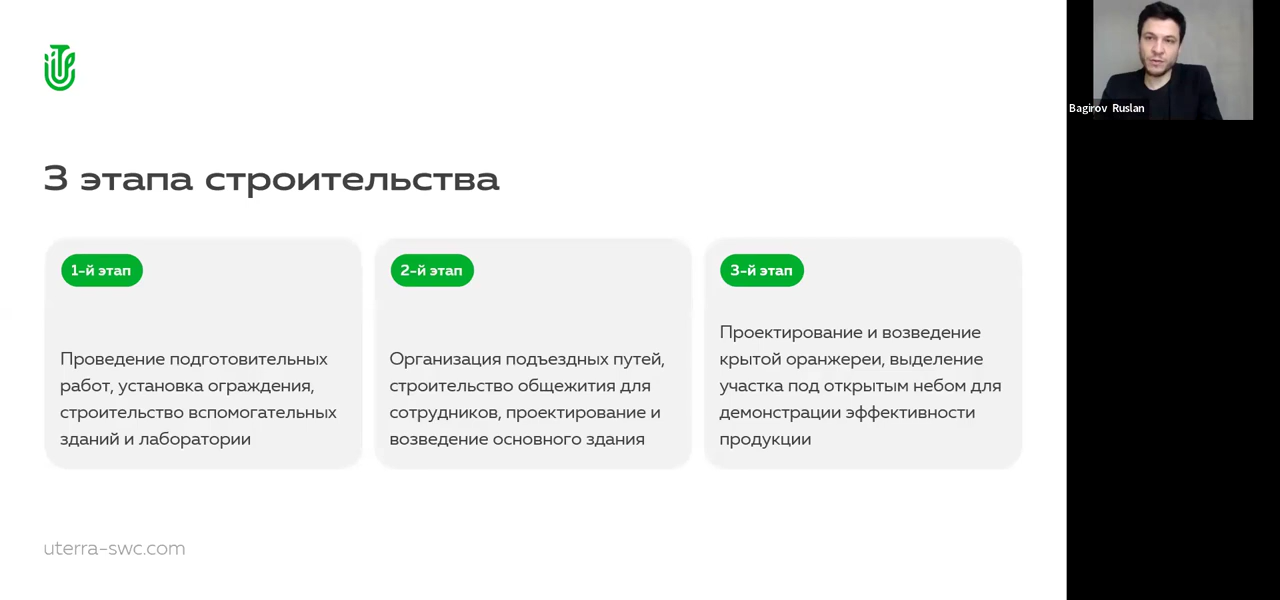 3 этапа строительства
1-й этап
Проведение подготовительных
работ, установка ограждения,
строительство вспомогательных
зданий и лаборатории
2-й этап
Организация подъездных путей,
строительство общежития для
сотрудников, проектирование и
возведение основного здания
3-й этап
Проектирование и возведение
крытой оранжереи, выделение
участка под открытым небом для
демонстрации эффективности
продукции
uterra-swc.com
Bagirov Ruslan